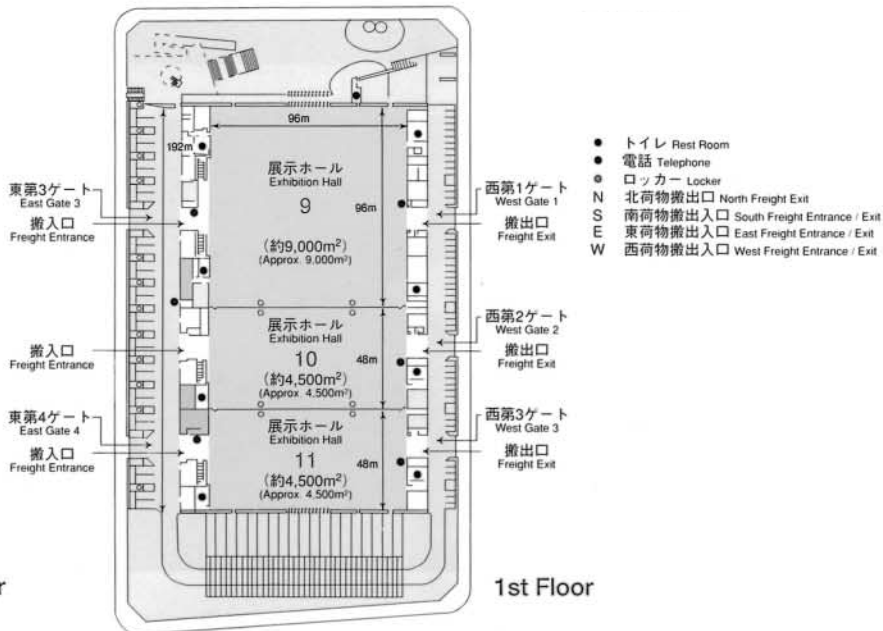 96m
192m
展示ホール
Exhibition Hall
9
96m
(約9,000m²)
(Approx. 9,000m²)
展示ホール
Exhibition Hall
10
48m
(約4,500m²)
(Approx. 4,500m²)
展示ホール
Exhibition Hall
11
48m
(約4,500m²)
(Approx. 4,500m²)
東第3ゲート
East Gate 3
搬入口
Freight Entrance
搬入口
Freight Entrance
東第4ゲート
East Gate 4
搬入口
Freight Entrance
西第1ゲート
West Gate 1
搬出口
Freight Exit
西第2ゲート
West Gate 2
搬出口
Freight Exit
西第3ゲート
West Gate 3
搬出口
Freight Exit
● トイレ Rest Room
● 電話 Telephone
ロッカー Locker
N 北荷物搬出口 North Freight Exit
S 南荷物搬出入口 South Freight Entrance / Exit
E 東荷物搬出入口 East Freight Entrance / Exit
W 西荷物搬出入口 West Freight Entrance / Exit
r
1st Floor